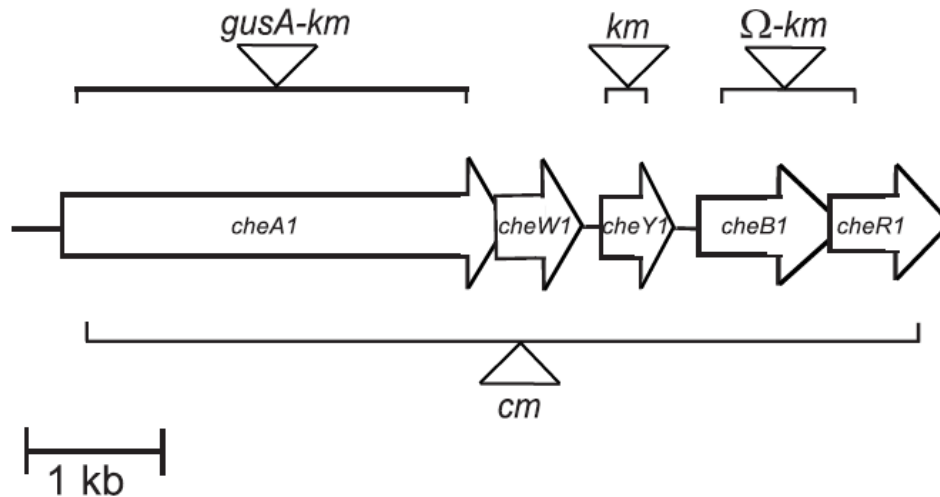 gusA-km
km
Ω-km
cheA1
cheW1
cheY1
cheB1
cheR1
cm
1 kb